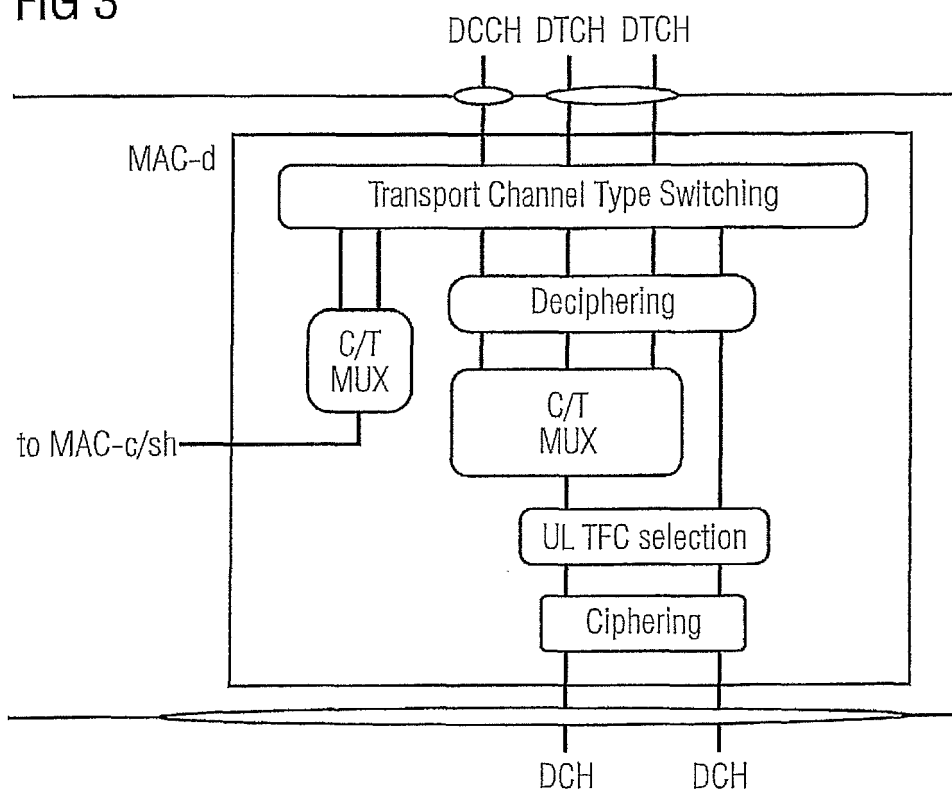 FIG 3
DCCH DTCH DTCH
MAC-d
Transport Channel Type Switching
Deciphering
C/T
MUX
C/T
MUX
to MAC-c/sh
UL TFC selection
Ciphering
DCH DCH